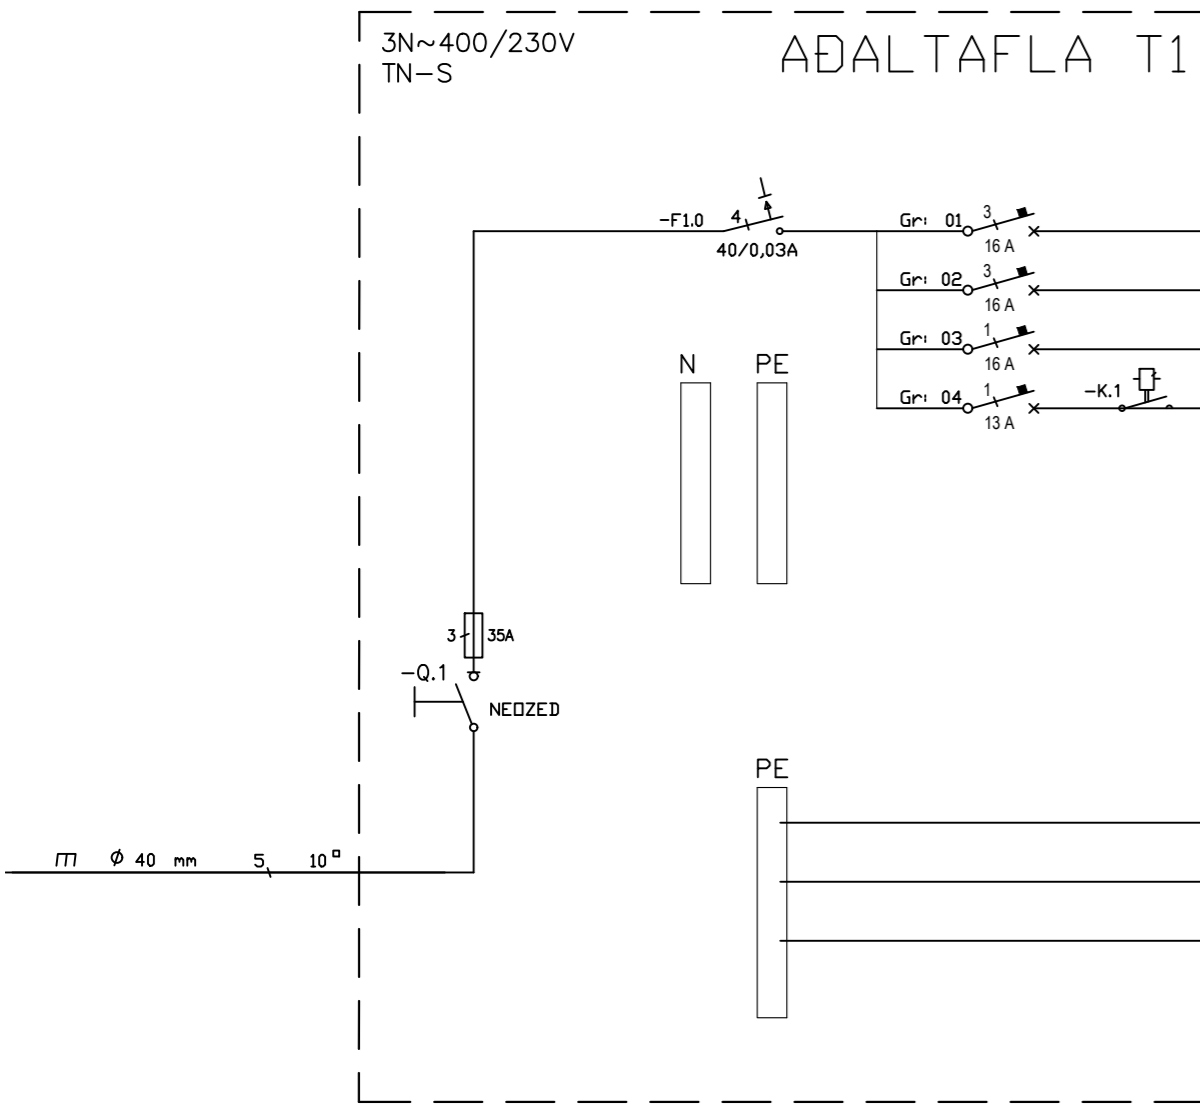 3N~400/230V
TN-S
AÐALTAFLA T1
-F1.0
4
40/0,03A
Gr: 01
3
16 A
Gr: 02
3
16 A
Gr: 03
1
16 A
Gr: 04
1
13 A
-K.1
N
PE
3
35A
-Q.1
NEOZED
PE
Ø 40 mm
5
10